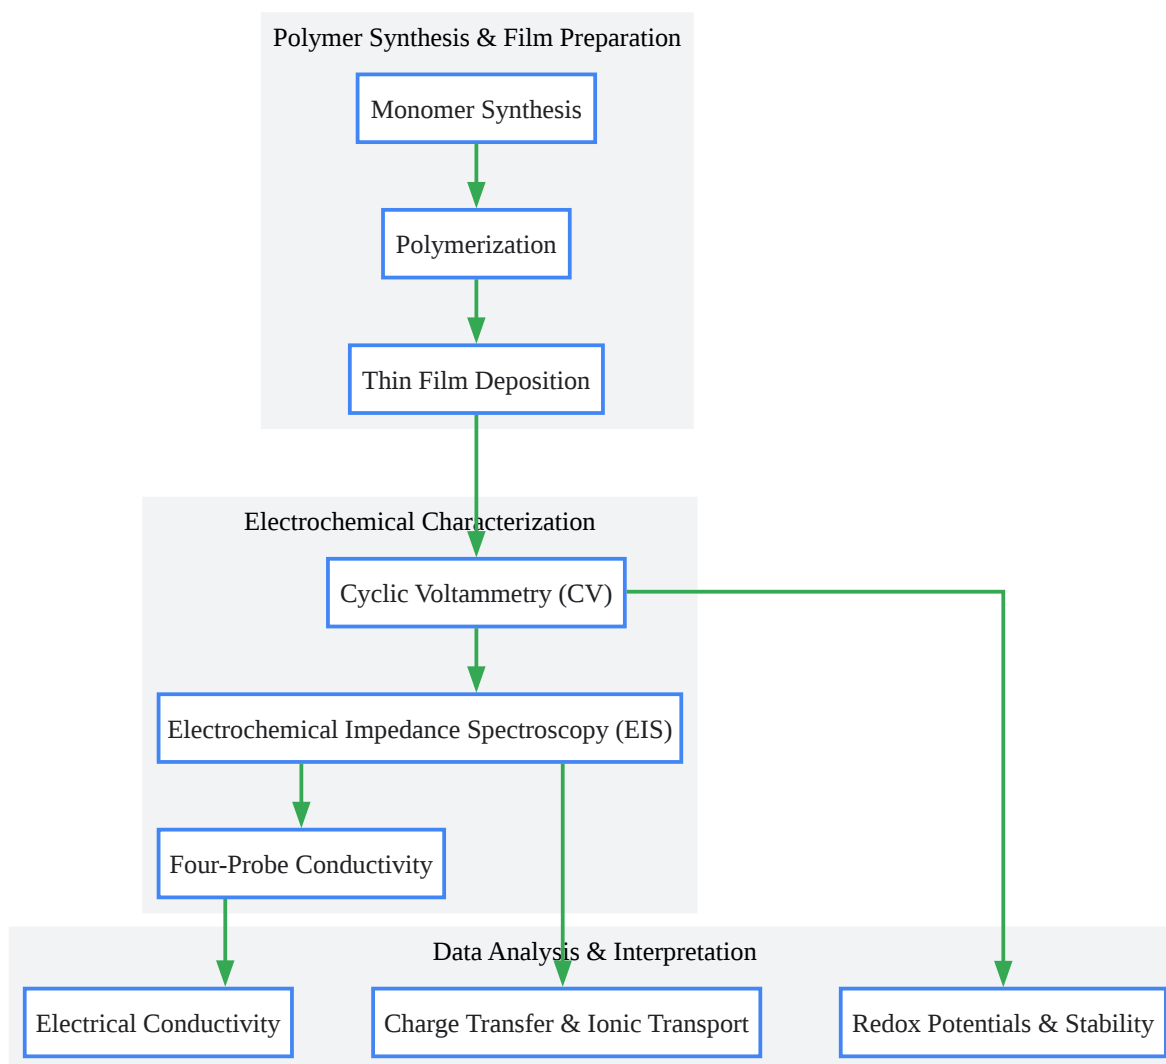 Polymer Synthesis & Film Preparation
Monomer Synthesis
Polymerization
Thin Film Deposition
Electrochemical Characterization
Cyclic Voltammetry (CV)
Electrochemical Impedance Spectroscopy (EIS)
Four-Probe Conductivity
Data Analysis & Interpretation
Electrical Conductivity
Charge Transfer & Ionic Transport
Redox Potentials & Stability